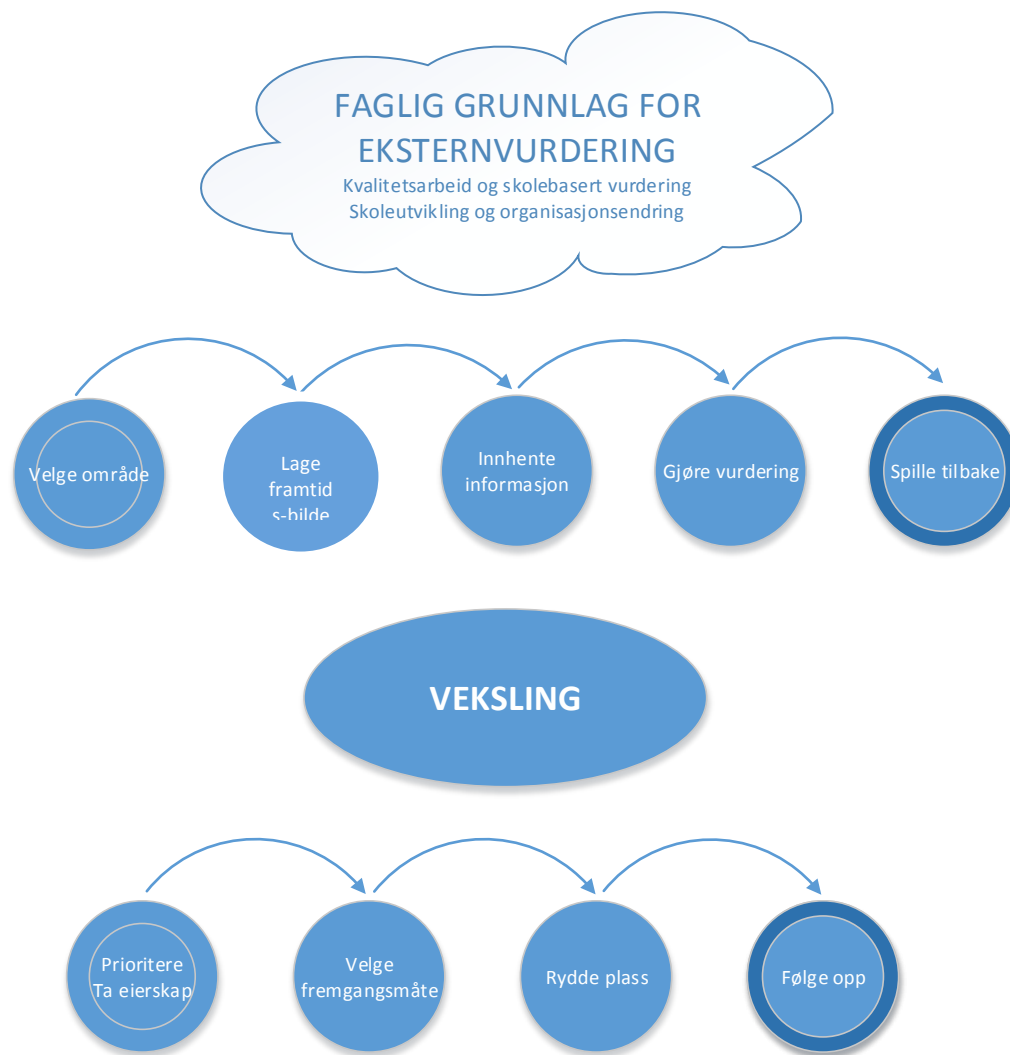 FAGLIG GRUNNLAG FOR
EKSTERNVURDERING
Kvalitetsarbeid og skolebasert vurdering
Skoleutvikling og organisasjonsendring
Velge område
Lage
framtid
s-bilde
Innhente
informasjon
Gjøre vurdering
Spille tilbake
VEKSLING
Prioritere
Ta eierskap
Velge
fremgangsmåte
Rydde plass
Følge opp